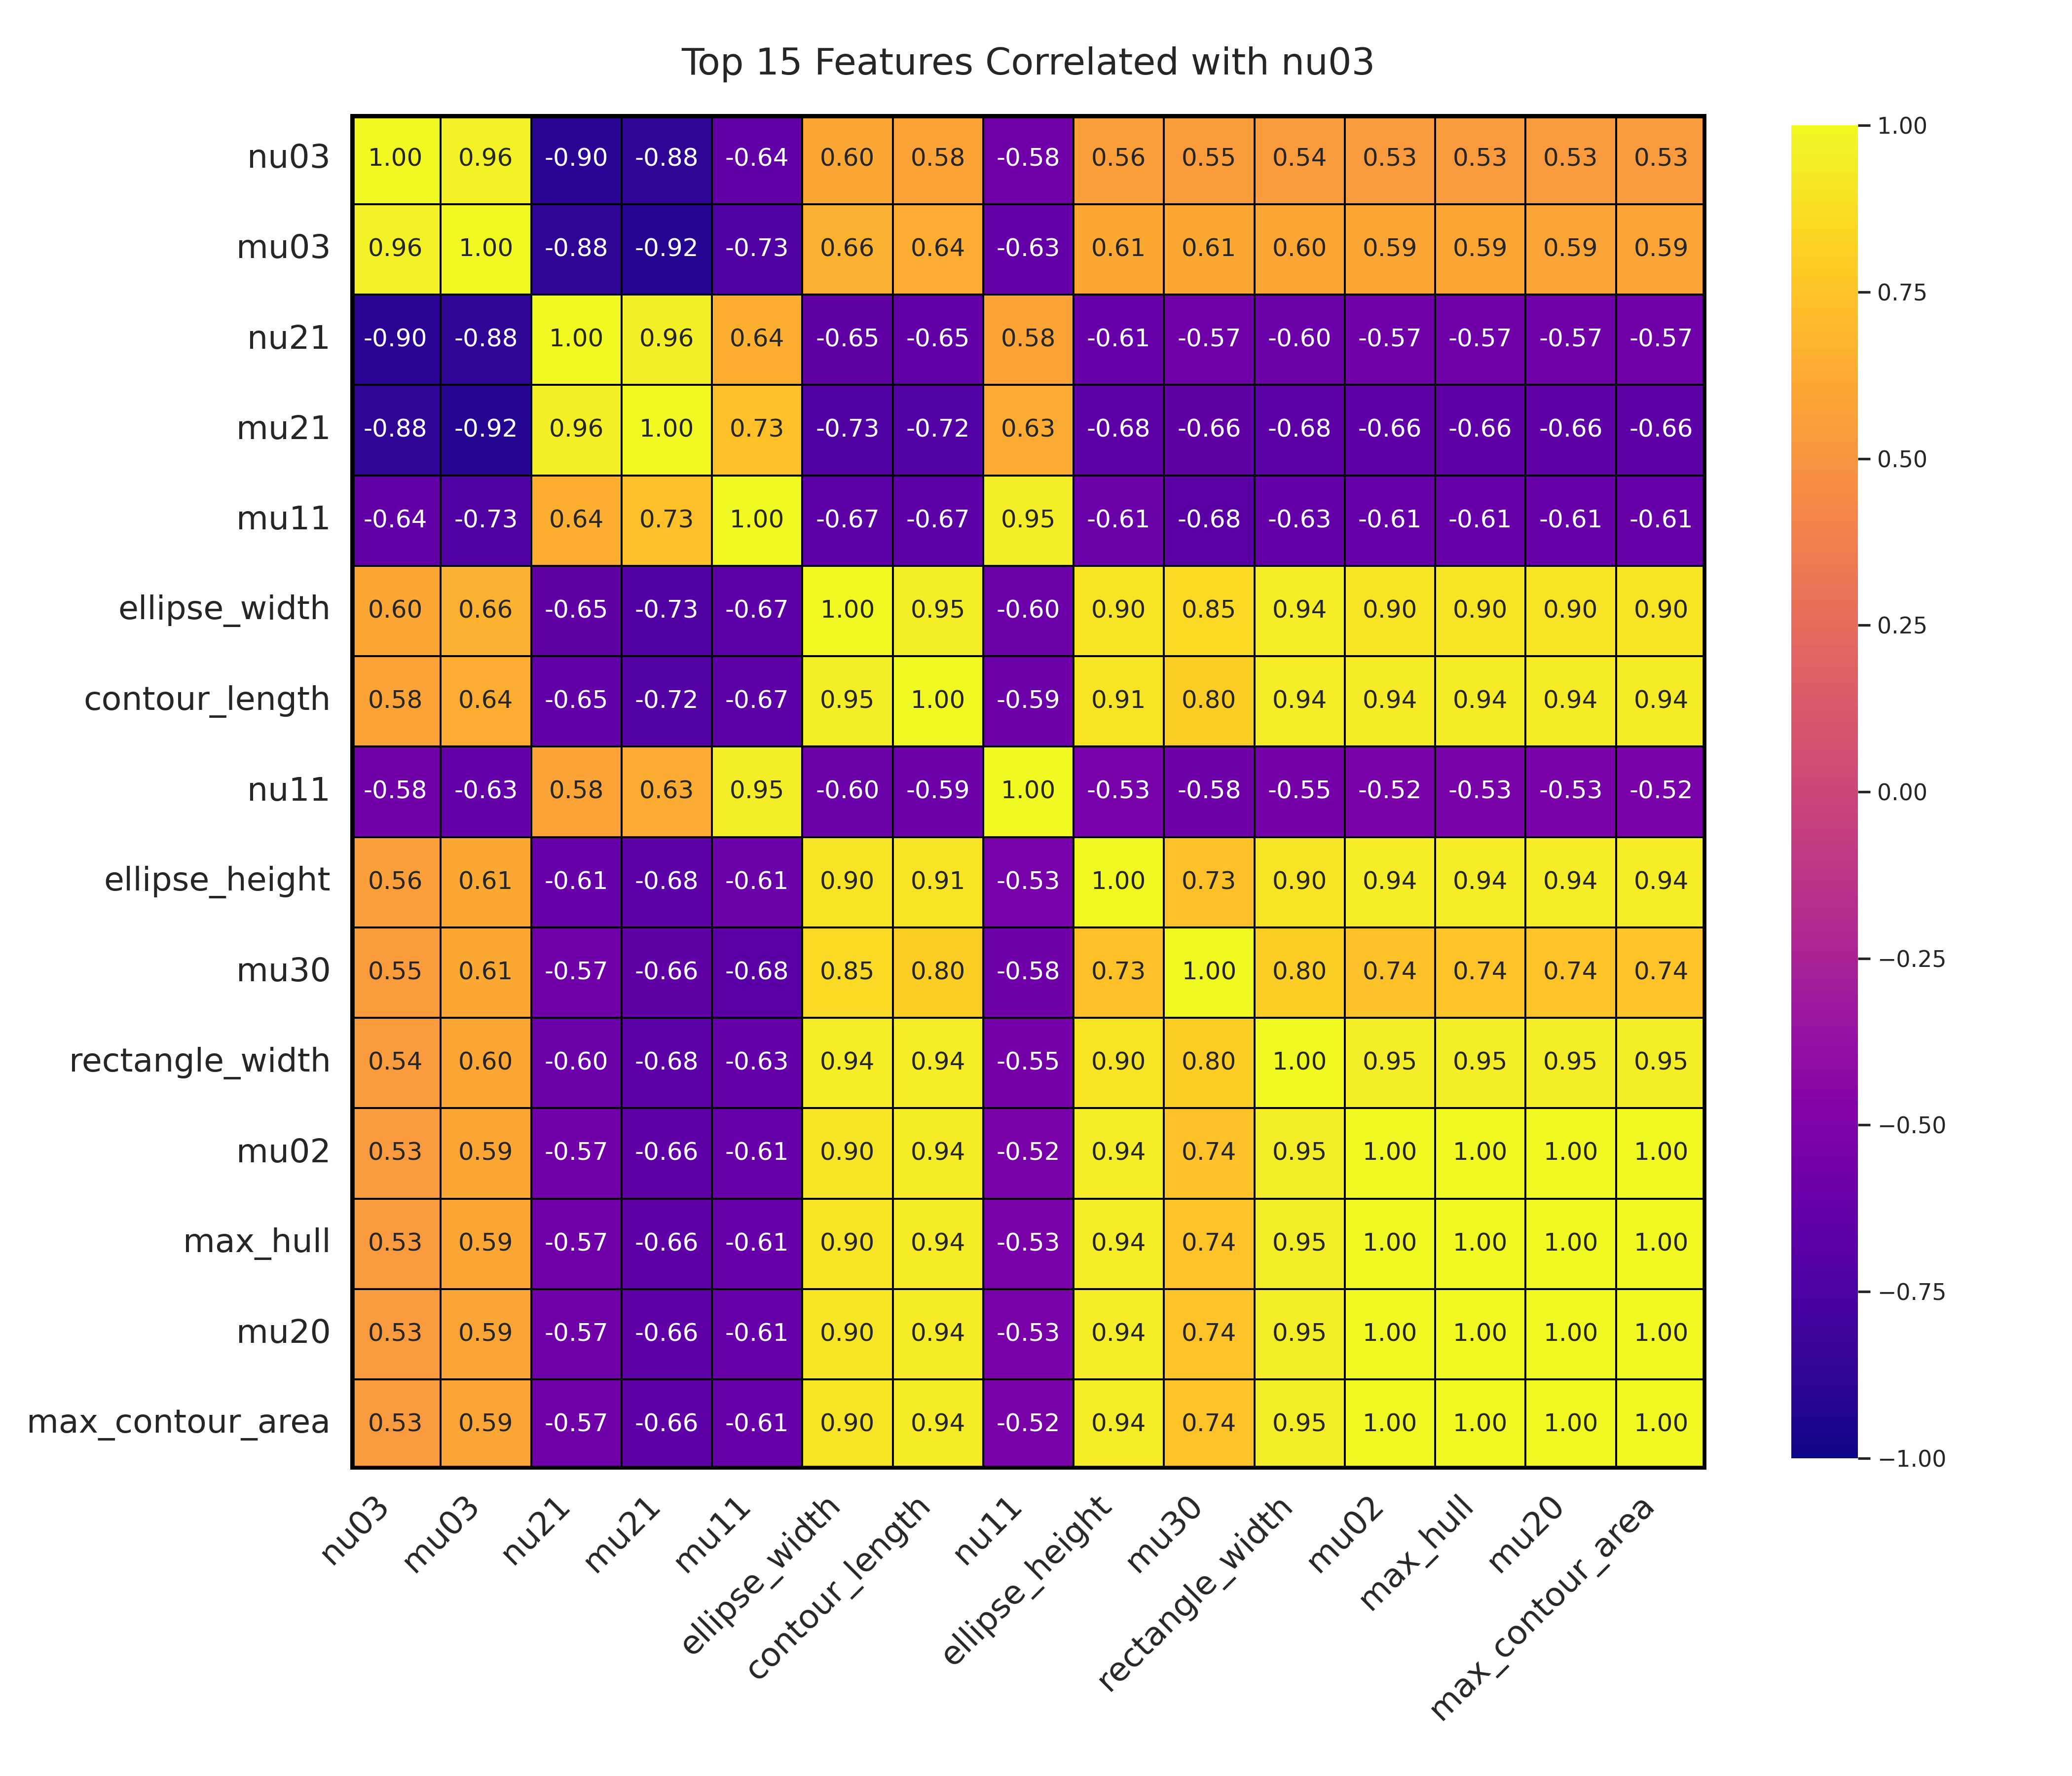 Top 15 Features Correlated with nu03
nu03 1.00 0.96 -0.90 -0.88 -0.64 0.60 0.58 -0.58 0.56 0.55 0.54 0.53 0.53 0.53 0.53
mu03 0.96 1.00 -0.88 -0.92 -0.73 0.66 0.64 -0.63 0.61 0.61 0.60 0.59 0.59 0.59 0.59
nu21 -0.90 -0.88 1.00 0.96 0.64 -0.65 -0.65 0.58 -0.61 -0.57 -0.60 -0.57 -0.57 -0.57 -0.57
mu21 -0.88 -0.92 0.96 1.00 0.73 -0.73 -0.72 0.63 -0.68 -0.66 -0.68 -0.66 -0.66 -0.66 -0.66
mu11 -0.64 -0.73 0.64 0.73 1.00 -0.67 -0.67 0.95 -0.61 -0.68 -0.63 -0.61 -0.61 -0.61 -0.61
ellipse_width 0.60 0.66 -0.65 -0.73 -0.67 1.00 0.95 -0.60 0.90 0.85 0.94 0.90 0.90 0.90 0.90
contour_length 0.58 0.64 -0.65 -0.72 -0.67 0.95 1.00 -0.59 0.91 0.80 0.94 0.94 0.94 0.94 0.94
nu11 -0.58 -0.63 0.58 0.63 0.95 -0.60 -0.59 1.00 -0.53 -0.58 -0.55 -0.52 -0.53 -0.53 -0.52
ellipse_height 0.56 0.61 -0.61 -0.68 -0.61 0.90 0.91 -0.53 1.00 0.73 0.90 0.94 0.94 0.94 0.94
mu30 0.55 0.61 -0.57 -0.66 -0.68 0.85 0.80 -0.58 0.73 1.00 0.80 0.74 0.74 0.74 0.74
rectangle_width 0.54 0.60 -0.60 -0.68 -0.63 0.94 0.94 -0.55 0.90 0.80 1.00 0.95 0.95 0.95 0.95
mu02 0.53 0.59 -0.57 -0.66 -0.61 0.90 0.94 -0.52 0.94 0.74 0.95 1.00 1.00 1.00 1.00
max_hull 0.53 0.59 -0.57 -0.66 -0.61 0.90 0.94 -0.53 0.94 0.74 0.95 1.00 1.00 1.00 1.00
mu20 0.53 0.59 -0.57 -0.66 -0.61 0.90 0.94 -0.53 0.94 0.74 0.95 1.00 1.00 1.00 1.00
max_contour_area 0.53 0.59 -0.57 -0.66 -0.61 0.90 0.94 -0.52 0.94 0.74 0.95 1.00 1.00 1.00 1.00
nu03 mu03 nu21 mu21 mu11 ellipse_width contour_length nu11 ellipse_height mu30 rectangle_width mu02 max_hull mu20 max_contour_area
1.00
0.75
0.50
0.25
0.00
−0.25
−0.50
−0.75
−1.00